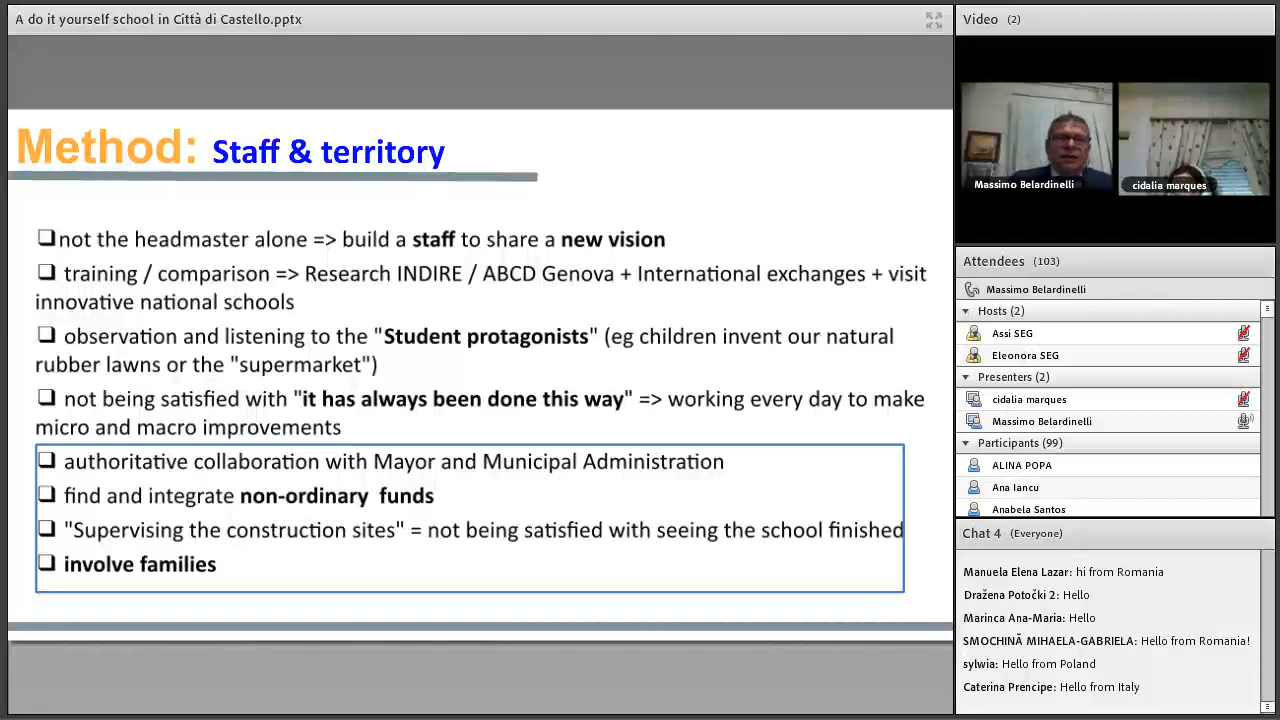 A do it yourself school in Città di Castello.pptx
Method: Staff & territory
❑not the headmaster alone => build a staff to share a new vision
❑ training / comparison => Research INDIRE / ABCD Genova + International exchanges + visit
innovative national schools
❑ observation and listening to the "Student protagonists" (eg children invent our natural
rubber lawns or the "supermarket")
❑ not being satisfied with "it has always been done this way" => working every day to make
micro and macro improvements
❑ authoritative collaboration with Mayor and Municipal Administration
❑ find and integrate non-ordinary funds
❑ "Supervising the construction sites" = not being satisfied with seeing the school finished
❑ involve families
Video (2)
Massimo Belardinelli
cidalia marques
Attendees (103)
Massimo Belardinelli
Hosts (2)
Assi SEG
Eleonora SEG
Presenters (2)
cidalia marques
Massimo Belardinelli
Participants (99)
ALINA POPA
Ana Iancu
Anabela Santos
Chat 4 (Everyone)
Manuela Elena Lazar: hi from Romania
Dražena Potočki 2: Hello
Marinca Ana-Maria: Hello
SMOCHINĂ MIHAELA-GABRIELA: Hello from Romania!
sylwia: Hello from Poland
Caterina Prencipe: Hello from Italy